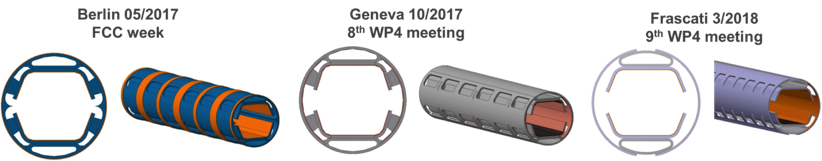 Berlin 05/2017
FCC week
Geneva 10/2017
8th WP4 meeting
Frascati 3/2018
9th WP4 meeting